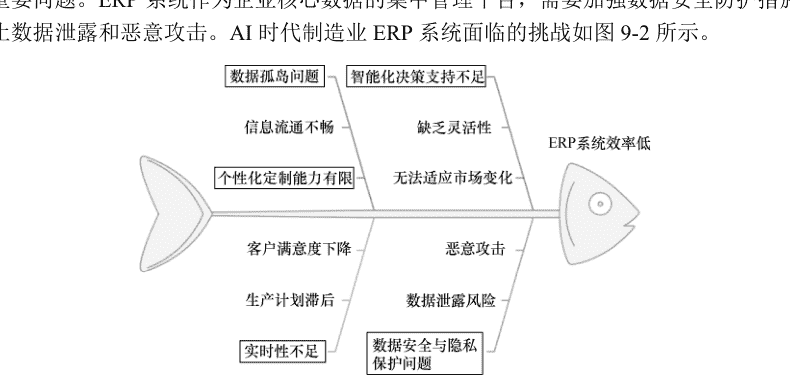 重要问题。ERP 系统作为企业核心数据的集中管理平台，需要加强数据安全防护措施
止数据泄露和恶意攻击。AI 时代制造业 ERP 系统面临的挑战如图 9-2 所示。
数据孤岛问题
智能化决策支持不足
信息流通不畅
缺乏灵活性
ERP系统效率低
个性化定制能力有限
无法适应市场变化
客户满意度下降
恶意攻击
生产计划滞后
数据泄露风险
实时性不足
数据安全与隐私
保护问题